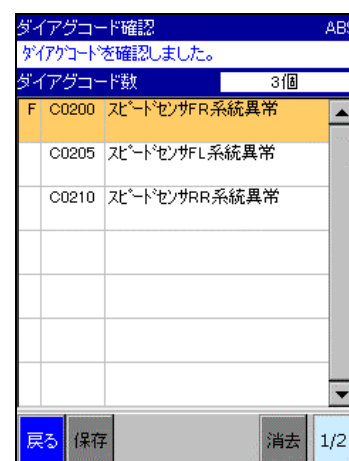 ダイアグコード確認 ABS
ダイアグコードを確認しました。
ダイアグコード数 3個
F C0200 スピードセンサFR系統異常
C0205 スピードセンサFL系統異常
C0210 スピードセンサRR系統異常
戻る 保存 消去 1/2